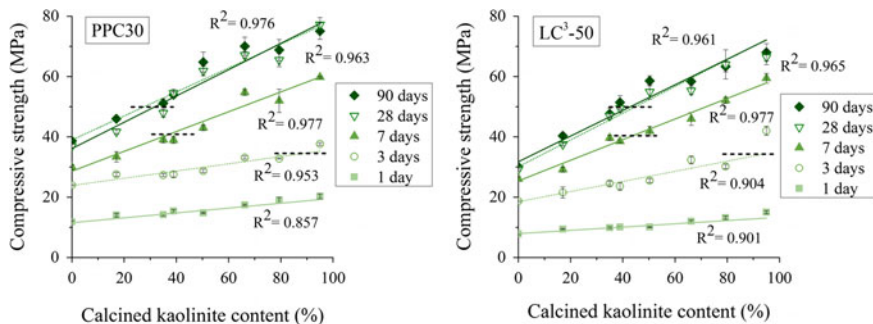 PPC30
R² = 0.976
R² = 0.963
R² = 0.977
R² = 0.953
R² = 0.857
90 days
28 days
7 days
3 days
1 day
Compressive strength (MPa)
80
60
40
20
0
0 20 40 60 80 100
Calcined kaolinite content (%)
LC³-50
R² = 0.961
R² = 0.965
R² = 0.977
R² = 0.904
R² = 0.901
90 days
28 days
7 days
3 days
1 day
Compressive strength (MPa)
80
60
40
20
0
0 20 40 60 80 100
Calcined kaolinite content (%)